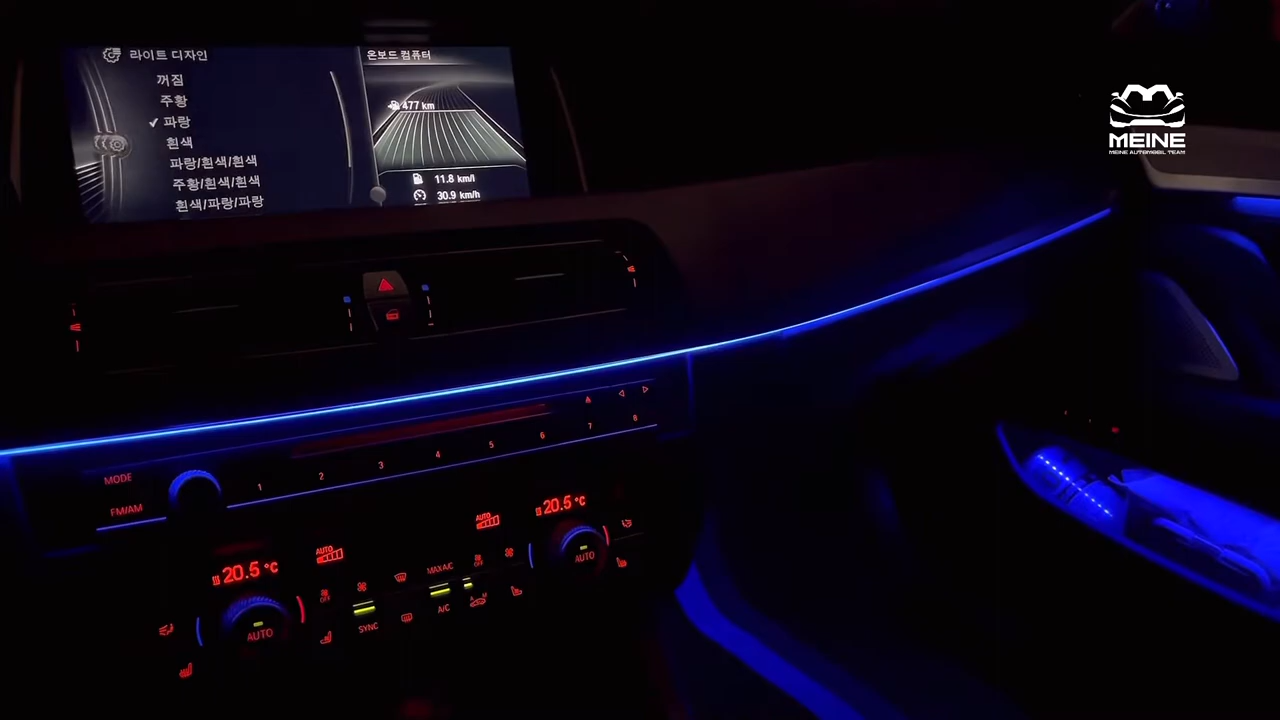 라이트 디자인
꺼짐
주황
✓ 파랑
흰색
파랑/흰색/흰색
주황/흰색/흰색
흰색/파랑/파랑
온보드 컴퓨터
477 km
11.8 km/l
30.9 km/h
MEINE
MEINE AUTOMOBIL TEAM
MODE
FM/AM
1 2 3 4 5 6 7 8
20.5 °C
AUTO
20.5 °C
AUTO
AUTO
OFF
MAX A/C
OFF
AUTO
SYNC
A/C